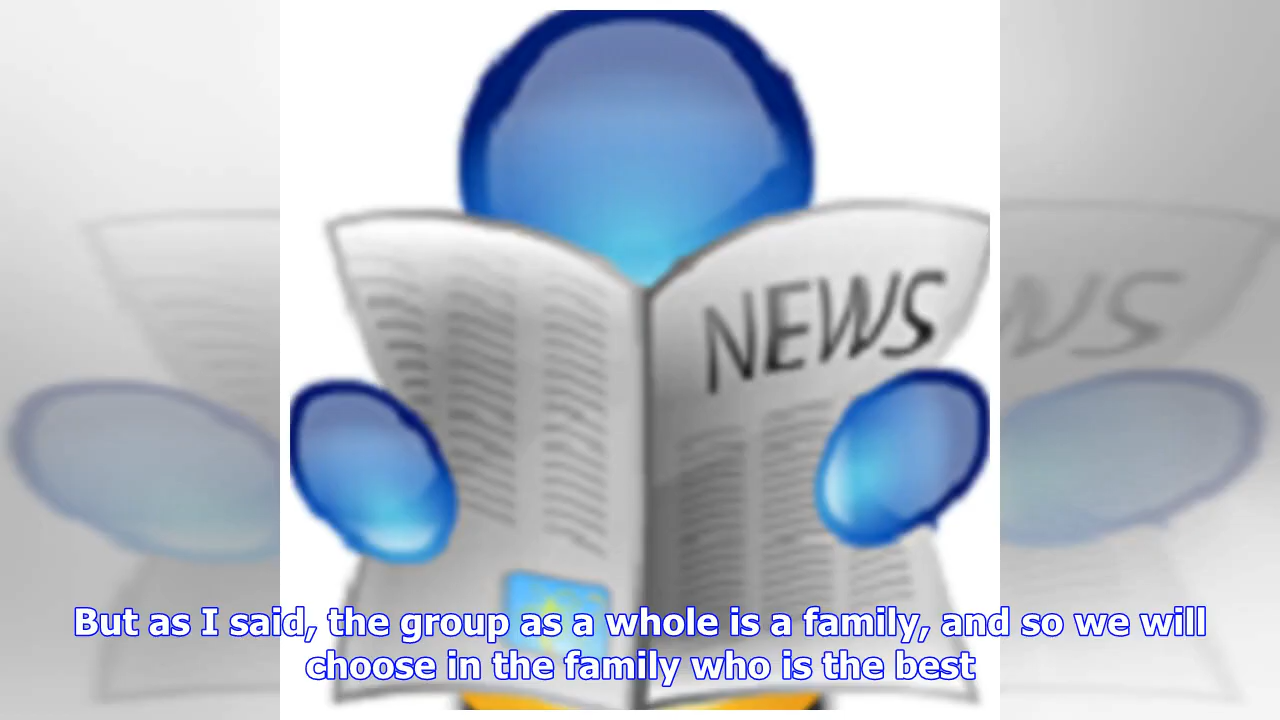 NEWS
But as I said, the group as a whole is a family, and so we will
choose in the family who is the best